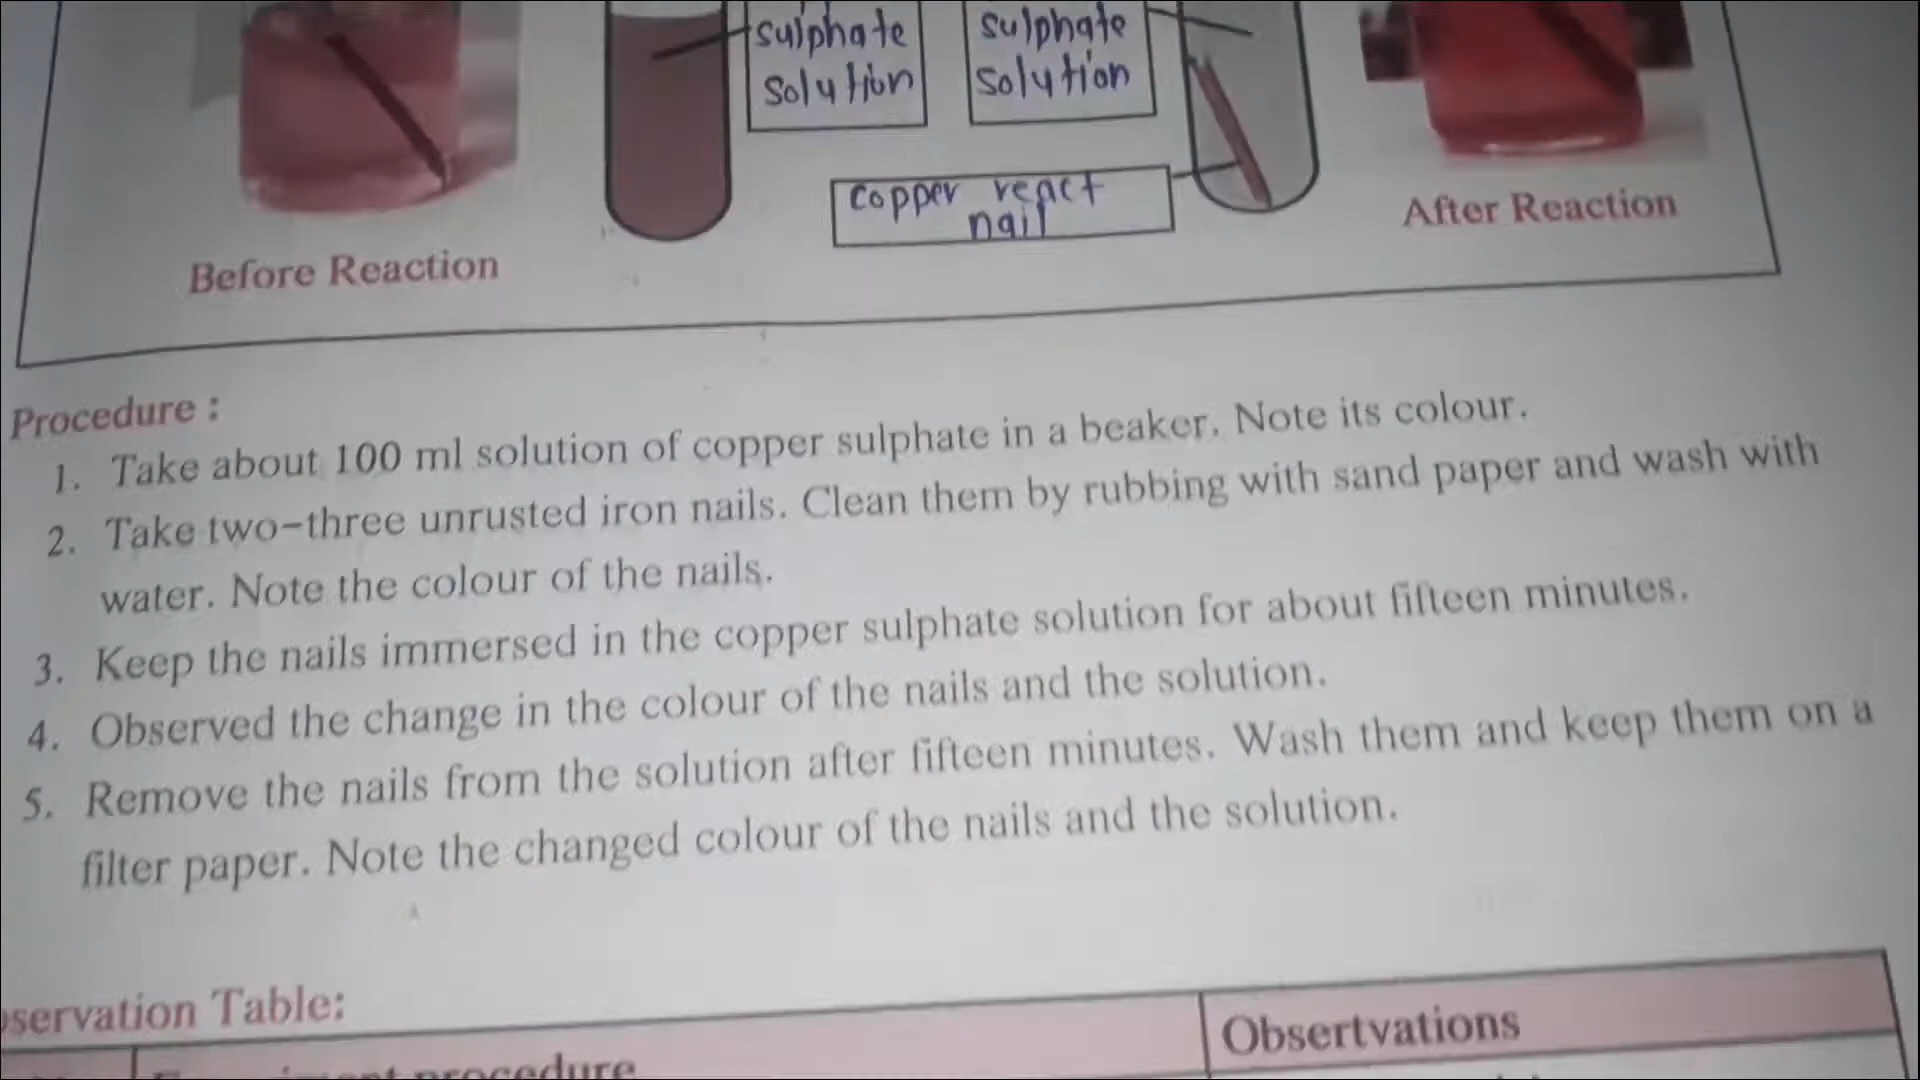 sulphate
solution
sulphate
solution
copper react
nail
Before Reaction
After Reaction
Procedure :
1. Take about 100 ml solution of copper sulphate in a beaker. Note its colour.
2. Take two-three unrusted iron nails. Clean them by rubbing with sand paper and wash with
water. Note the colour of the nails.
3. Keep the nails immersed in the copper sulphate solution for about fifteen minutes.
4. Observed the change in the colour of the nails and the solution.
5. Remove the nails from the solution after fifteen minutes. Wash them and keep them on a
filter paper. Note the changed colour of the nails and the solution.
servation Table:
procedure
Obsertvations